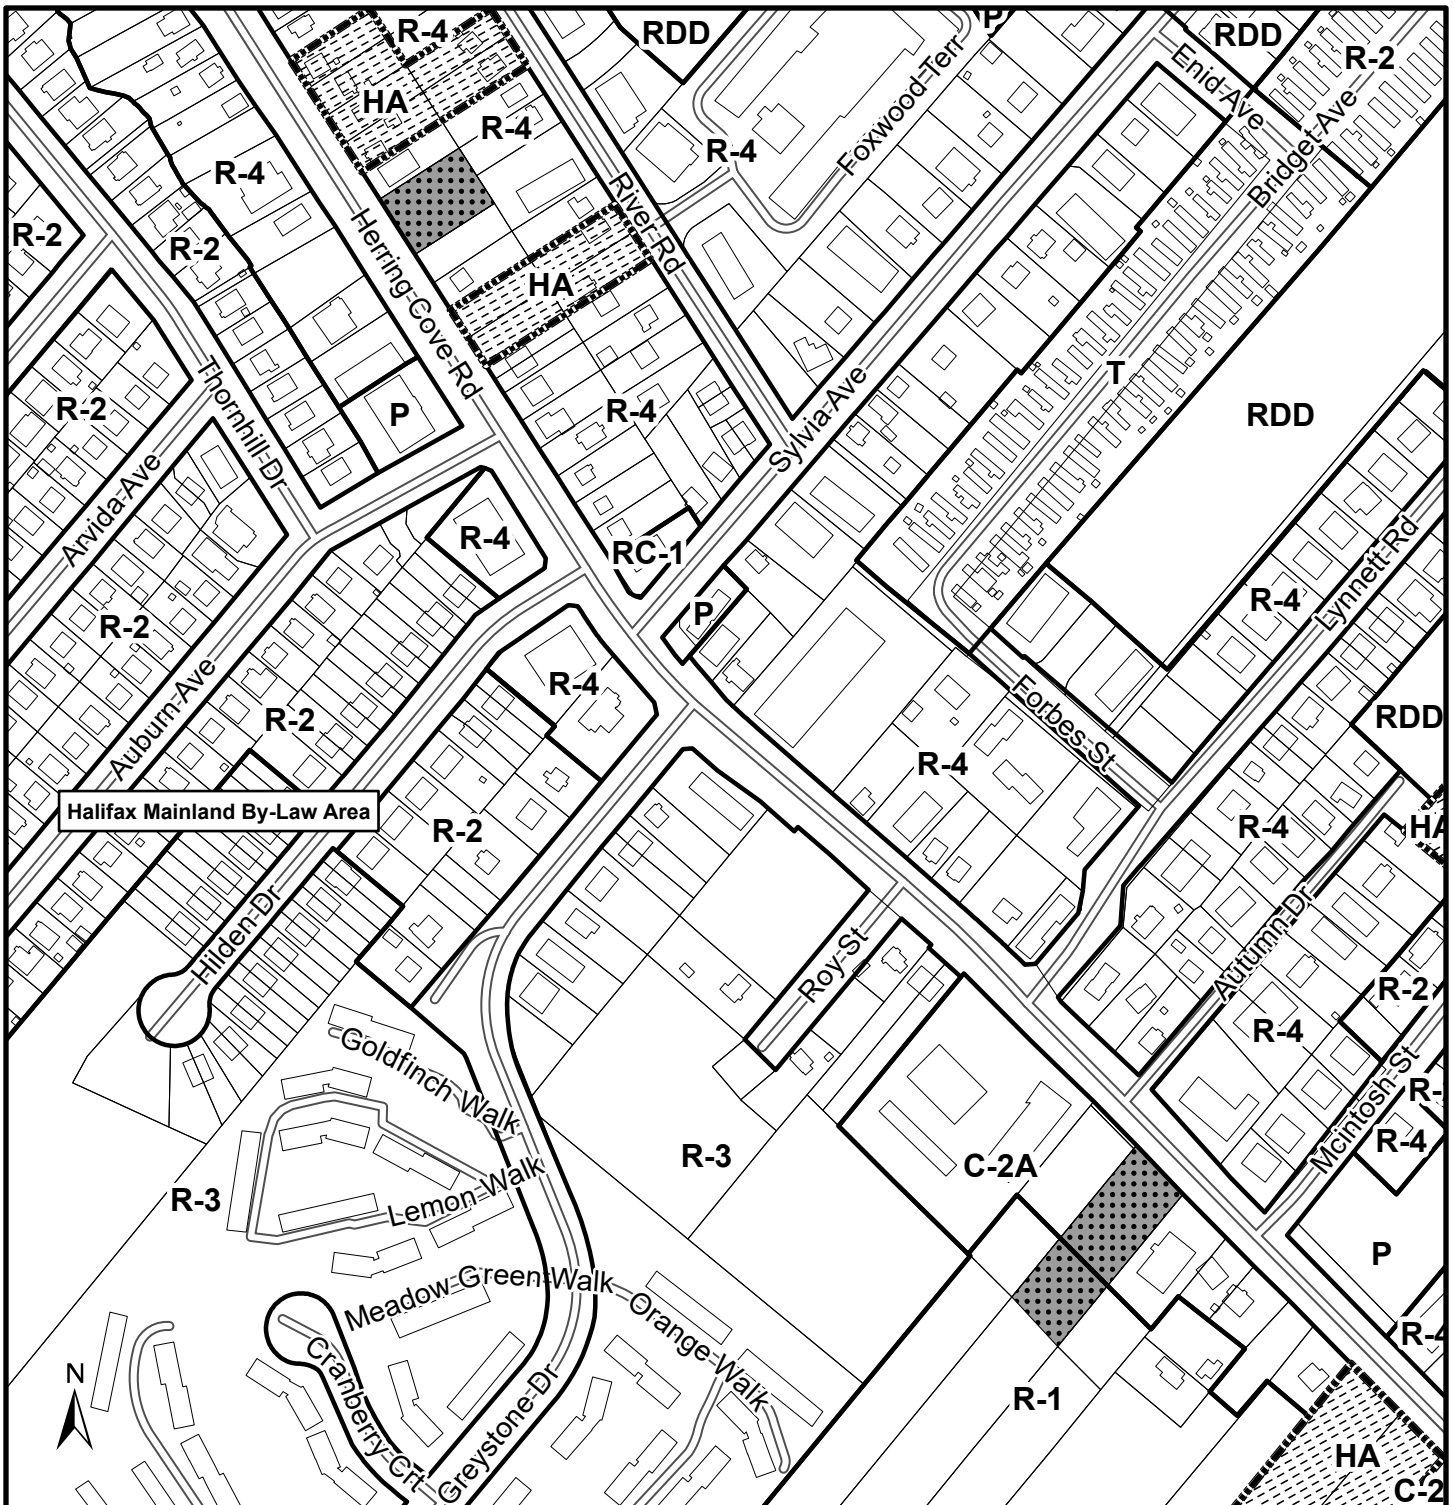 R-4
RDD
P
RDD
R-2
Enid Ave
HA
R-4
Foxwood Terr
R-4
Bridget Ave
R-4
River Rd
R-2
R-2
Herring Cove Rd
HA
Thornhill Dr
T
R-2
P
R-4
Sylvia Ave
RDD
Arvida Ave
R-4
RC-1
Lynnett Rd
R-4
R-2
P
Auburn Ave
R-4
R-2
Forbes St
RDD
R-4
Halifax Mainland By-Law Area
R-2
R-4
HA
Hilden Dr
Roy St
Autumn Dr
R-2
R-4
Goldfinch Walk
Mcintosh St
R-
R-4
R-3
C-2A
R-3
Lemon Walk
P
Meadow Green Walk
Orange Walk
R-4
N
Cranberry Crt
Greystone Dr
R-1
HA
C-2